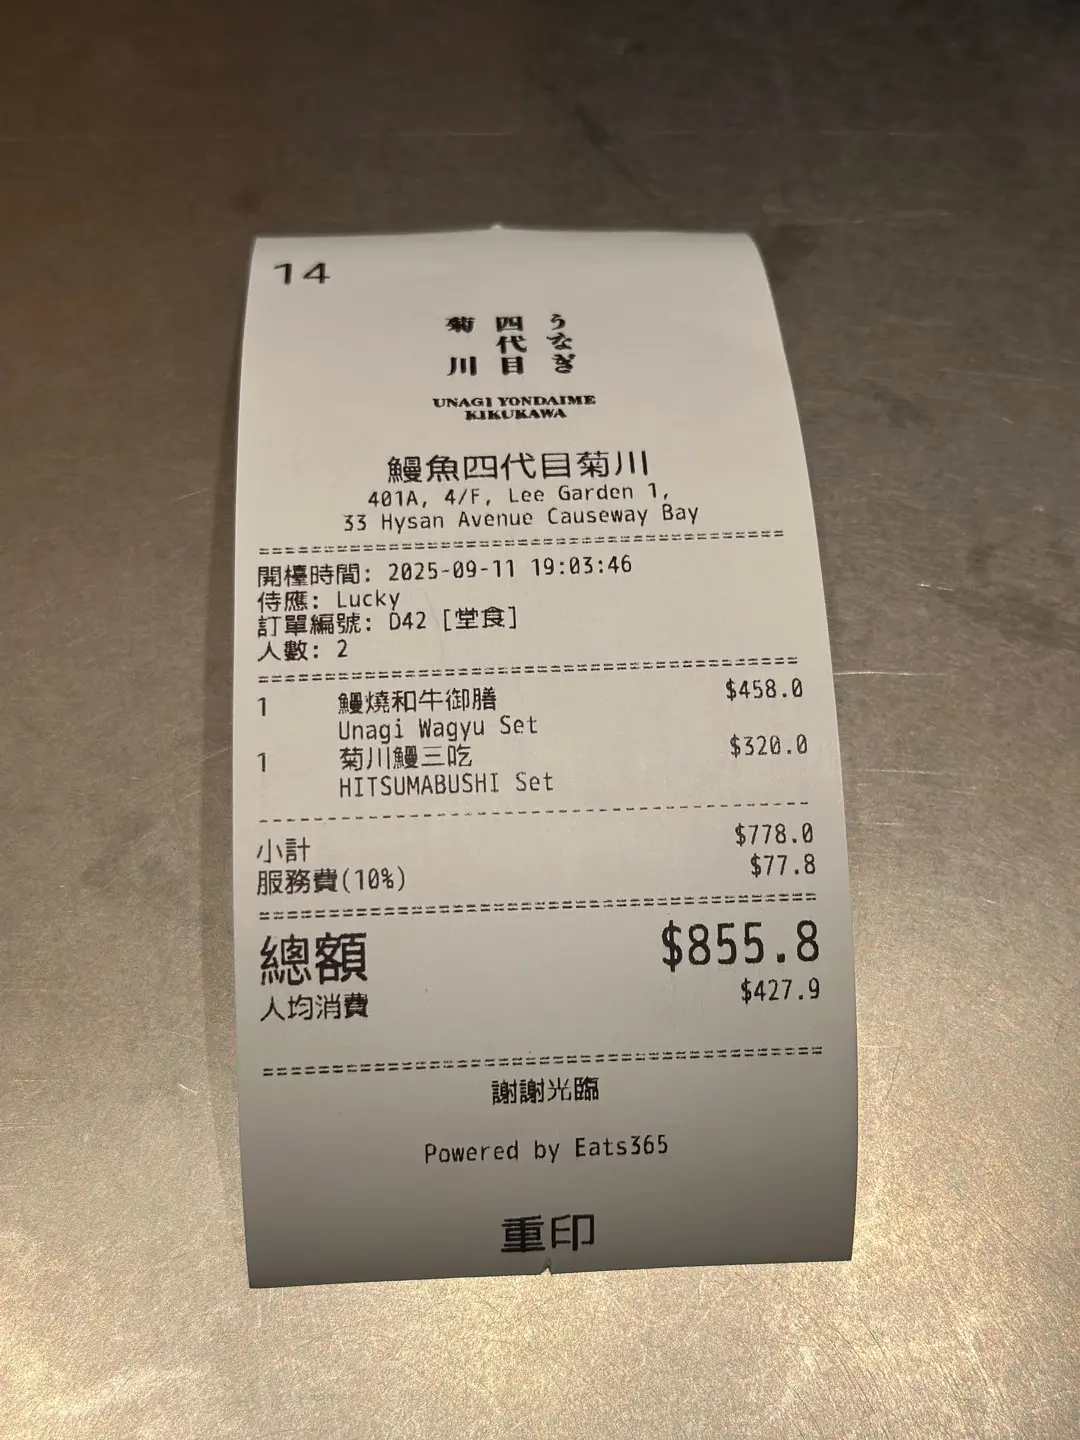 14
うなぎ
四代目
菊川
UNAGI YONDAIME
KIKUKAWA
鰻魚四代目菊川
401A, 4/F, Lee Garden 1,
33 Hysan Avenue Causeway Bay
開檯時間: 2025-09-11 19:03:46
侍應: Lucky
訂單編號: D42 [堂食]
人數: 2
1 鰻燒和牛御膳 $458.0
Unagi Wagyu Set
1 菊川鰻三吃 $320.0
HITSUMABUSHI Set
小計 $778.0
服務費(10%) $77.8
總額 $855.8
人均消費 $427.9
謝謝光臨
Powered by Eats365
重印